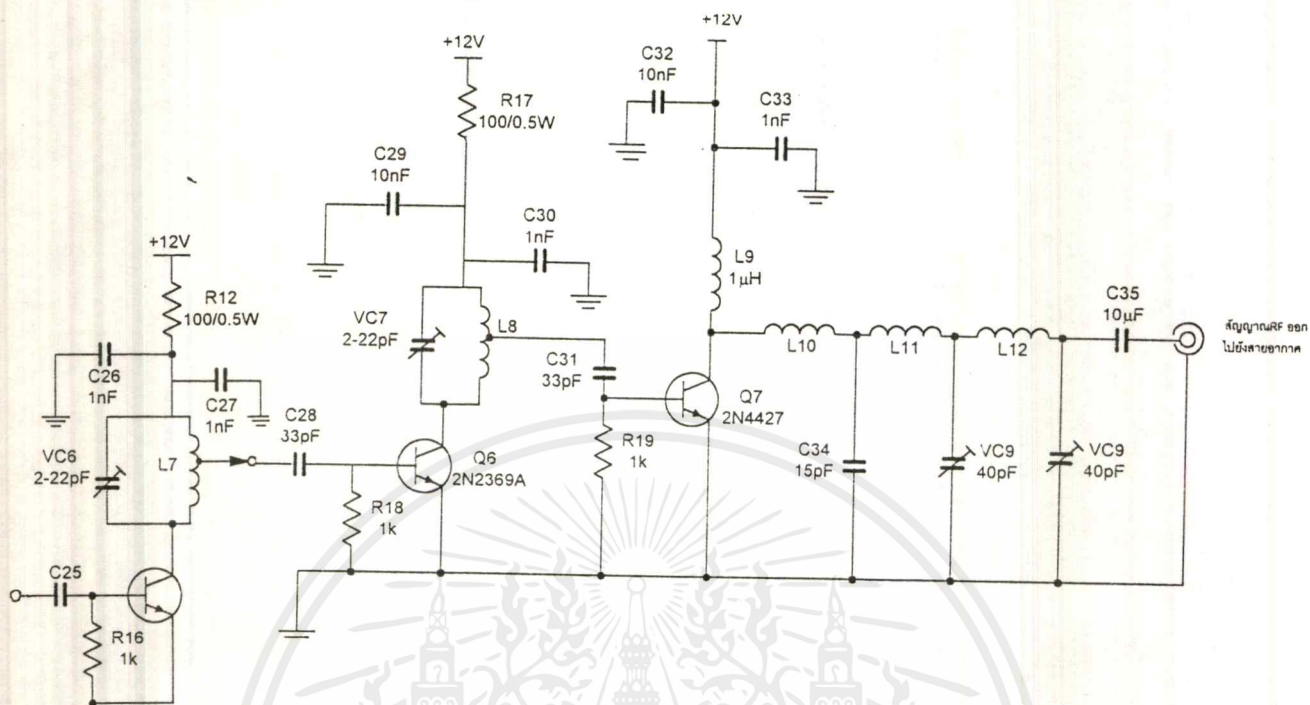 +12V
R12
100/0.5W
C26
1nF
C27
1nF
VC6
2-22pF
L7
C25
R16
1k
C28
33pF
+12V
R17
100/0.5W
C29
10nF
C30
1nF
VC7
2-22pF
L8
Q6
2N2369A
R18
1k
C31
33pF
R19
1k
+12V
C32
10nF
C33
1nF
L9
1μH
Q7
2N4427
L10
L11
L12
C34
15pF
VC9
40pF
VC9
40pF
C35
10μF
สัญญาณRF ออก
ไปยังสายอากาศ